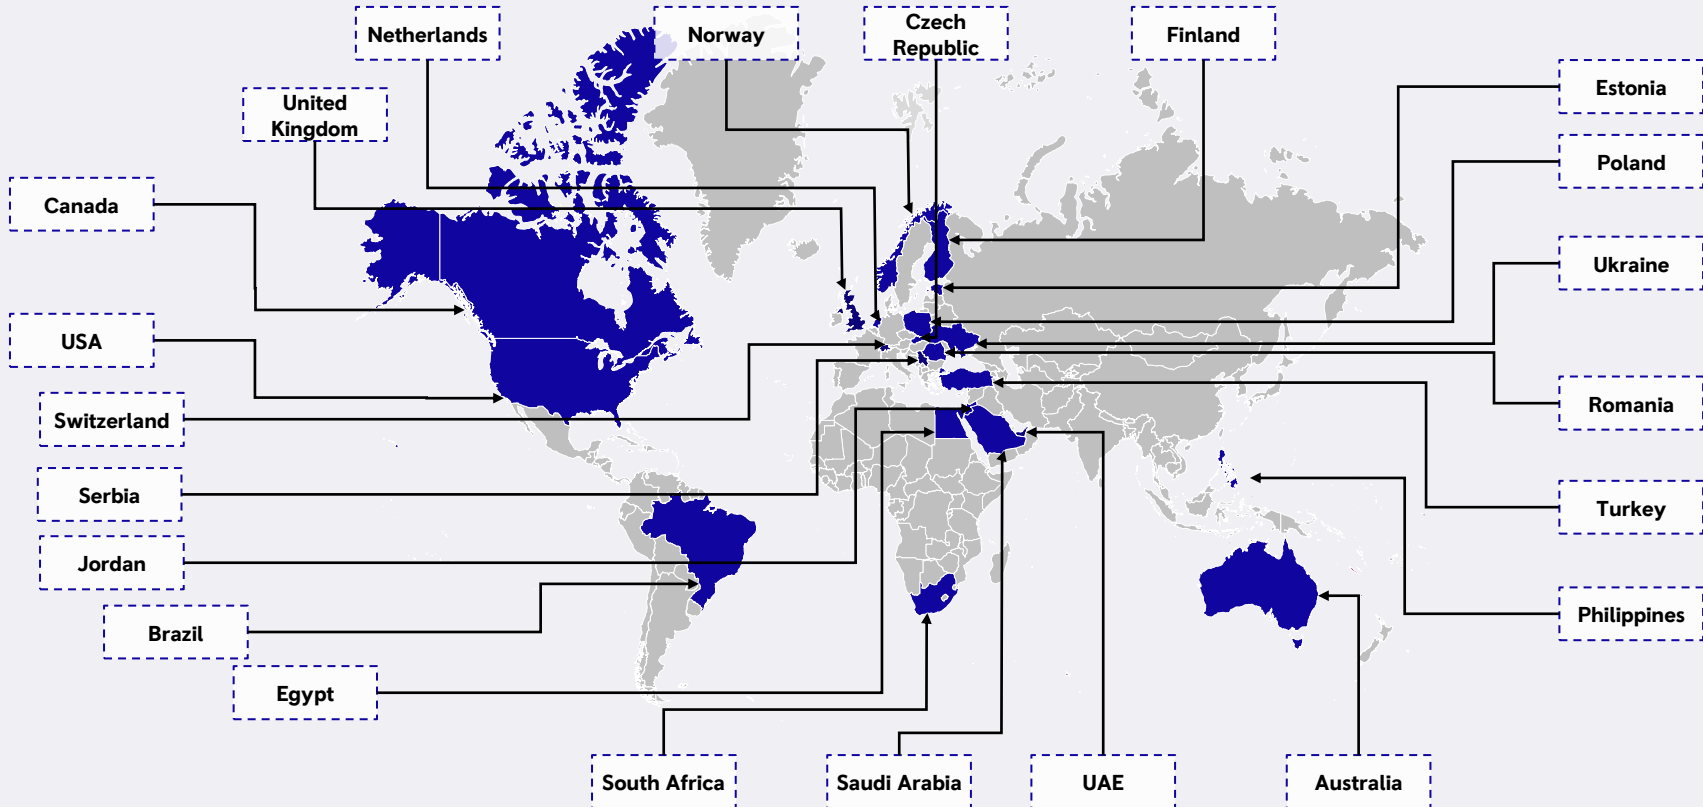 Netherlands
Norway
Czech
Republic
Finland
United
Kingdom
Estonia
Poland
Canada
Ukraine
USA
Switzerland
Romania
Serbia
Turkey
Jordan
Brazil
Philippines
Egypt
South Africa
Saudi Arabia
UAE
Australia